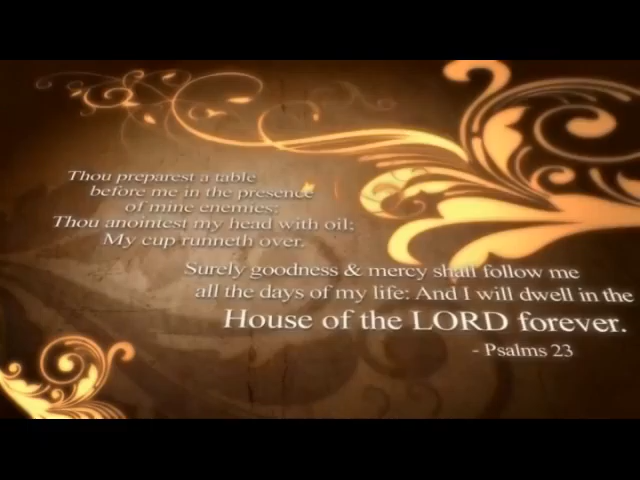 Thou preparest a table
before me in the presence
of mine enemies;
Thou anointest my head with oil;
My cup runneth over.
Surely goodness & mercy shall follow me
all the days of my life: And I will dwell in the
House of the LORD forever.
- Psalms 23